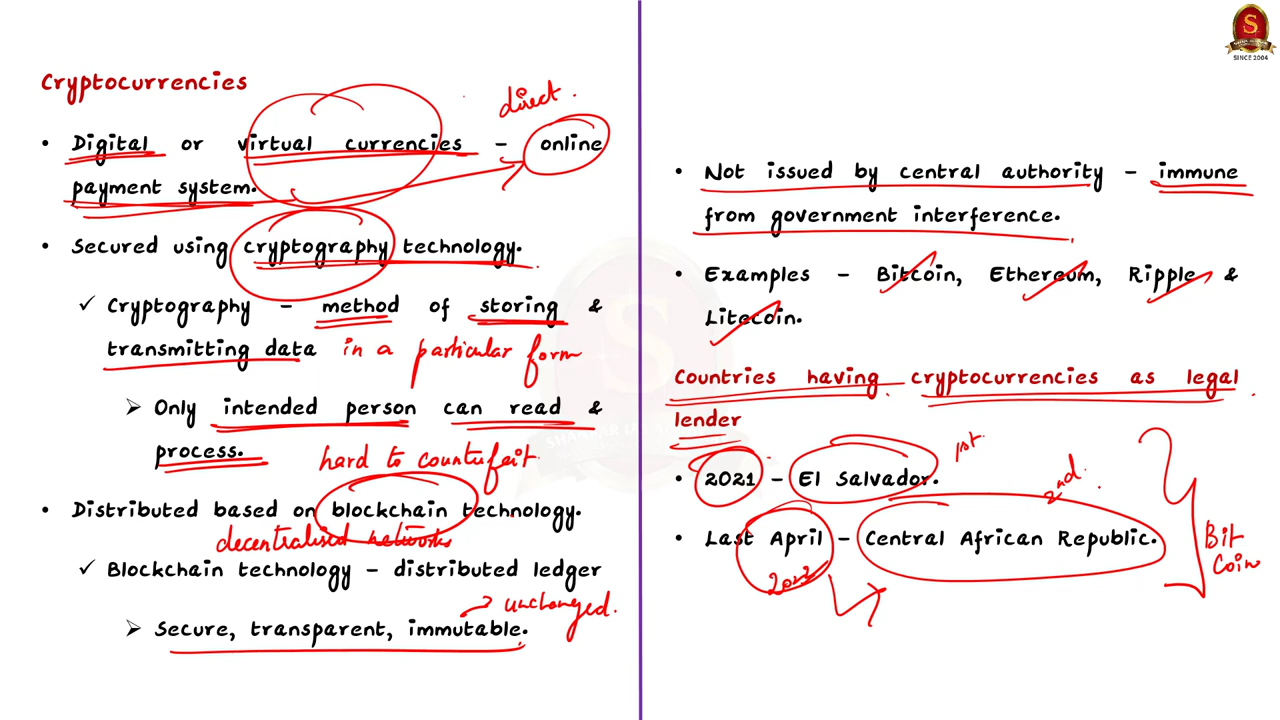 Cryptocurrencies
direct.
• Digital or virtual currencies – online
payment system.
• Secured using cryptography technology.
✓ Cryptography – method of storing &
transmitting data in a particular form
➢ Only intended person can read &
process.
hard to counterfeit
• Distributed based on blockchain technology.
decentralised networks
✓ Blockchain technology – distributed ledger
unchanged.
➢ Secure, transparent, immutable.
S
SINCE 2004
• Not issued by central authority – immune
from government interference.
• Examples – Bitcoin, Ethereum, Ripple &
Litecoin.
Countries having cryptocurrencies as legal
lender
1st.
• 2021 – El Salvador.
2nd.
• Last April – Central African Republic.
2022
Bit
Coin